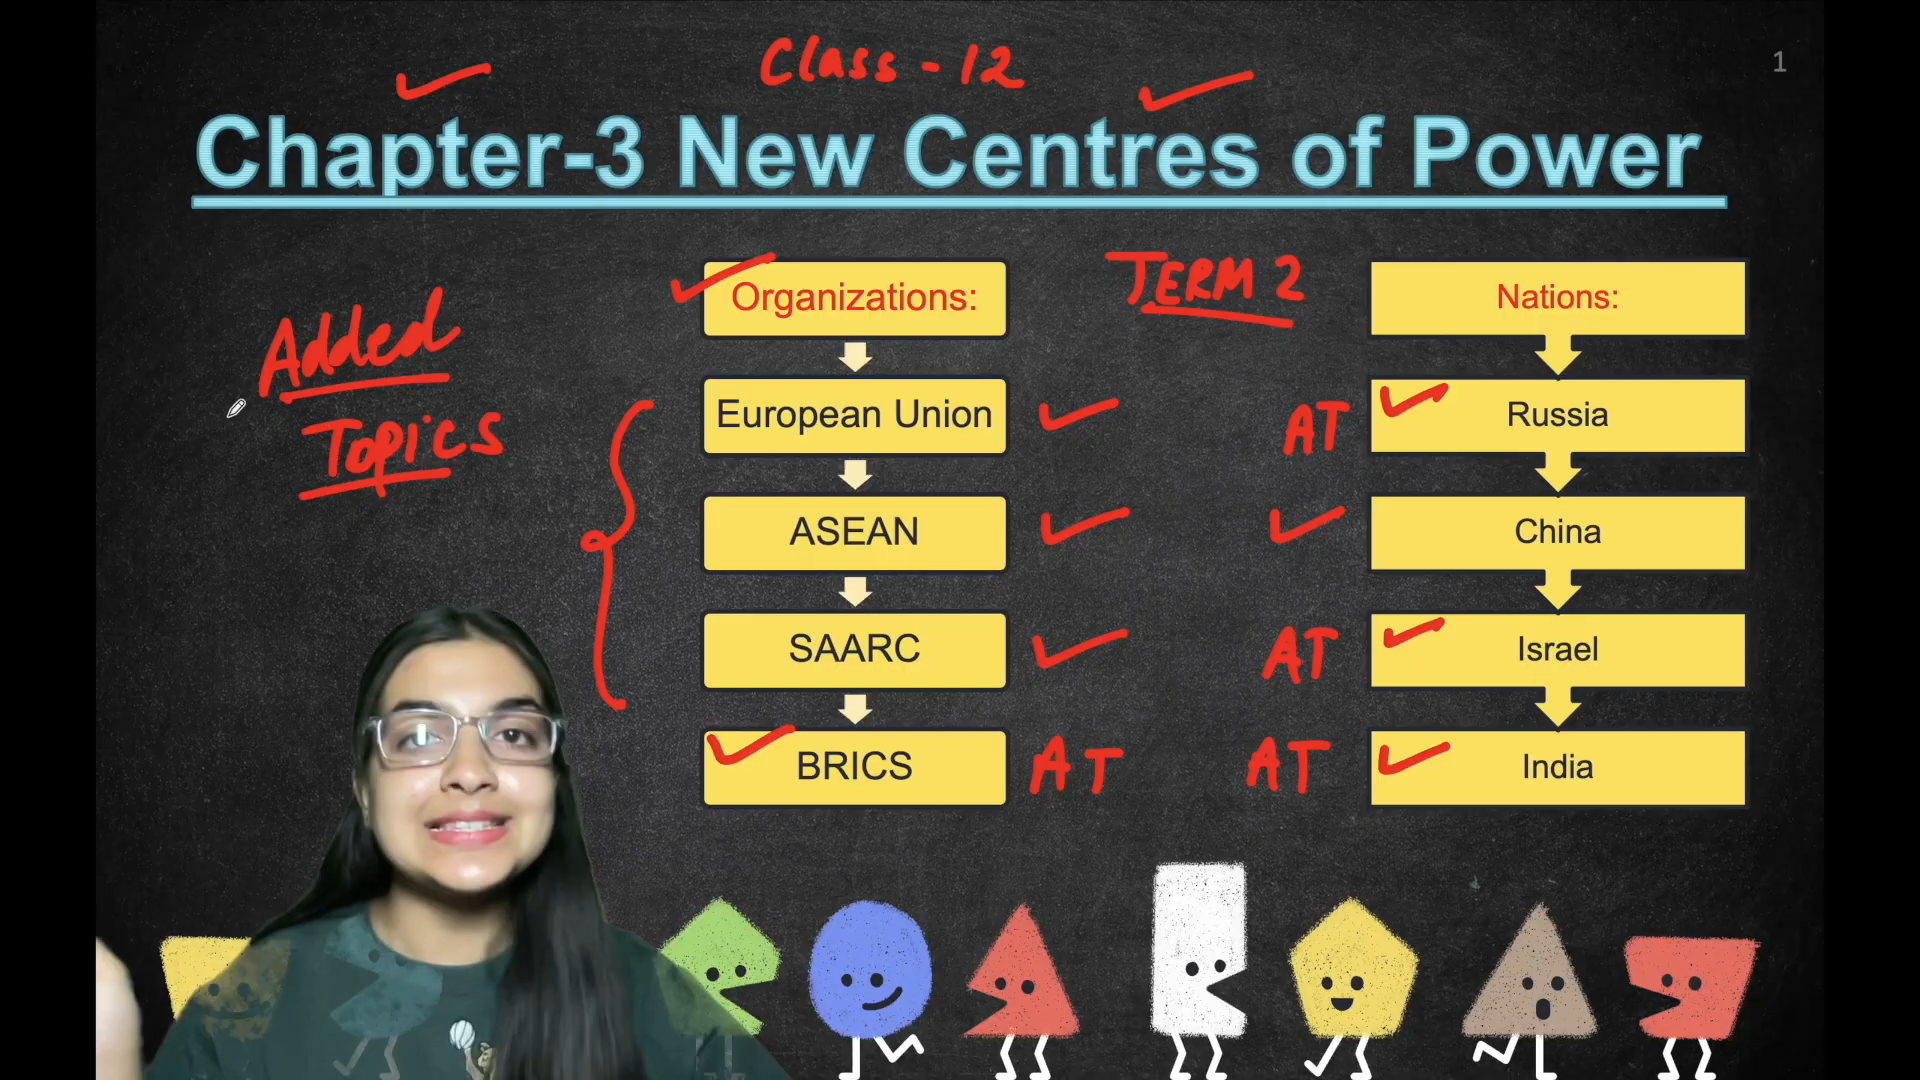 Class - 12
1
Chapter-3 New Centres of Power
Added
Topics
Organizations:
European Union
ASEAN
SAARC
BRICS AT
TERM 2
Nations:
AT Russia
China
AT Israel
AT India